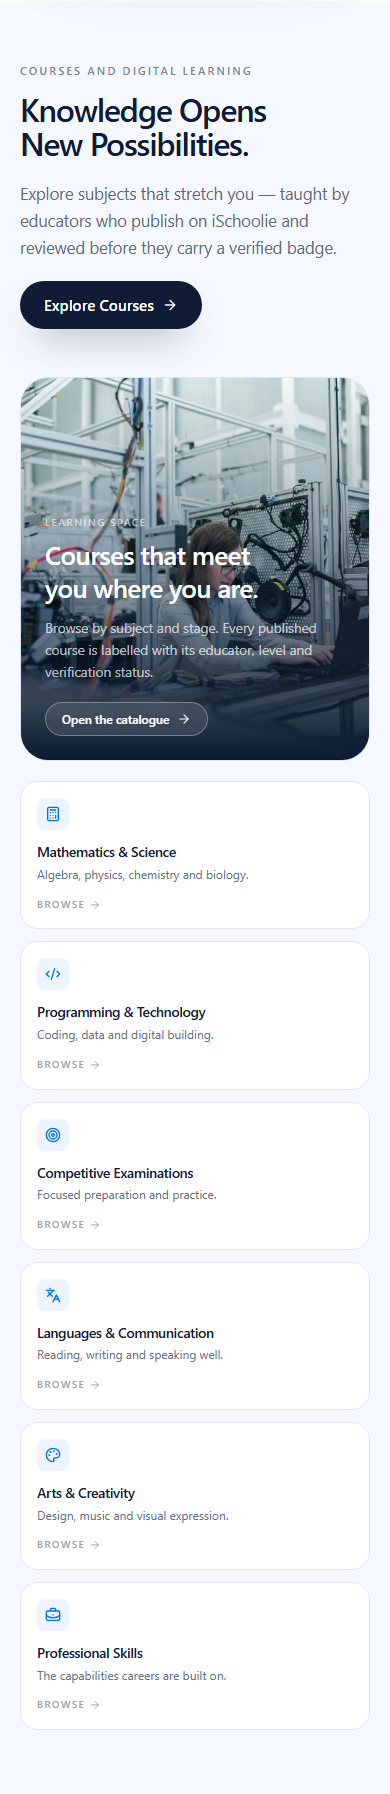 COURSES AND DIGITAL LEARNING
Knowledge Opens
New Possibilities.
Explore subjects that stretch you — taught by
educators who publish on iSchoolie and
reviewed before they carry a verified badge.
Explore Courses →
LEARNING SPACE
Courses that meet
you where you are.
Browse by subject and stage. Every published
course is labelled with its educator, level and
verification status.
Open the catalogue →
Mathematics & Science
Algebra, physics, chemistry and biology.
BROWSE →
Programming & Technology
Coding, data and digital building.
BROWSE →
Competitive Examinations
Focused preparation and practice.
BROWSE →
Languages & Communication
Reading, writing and speaking well.
BROWSE →
Arts & Creativity
Design, music and visual expression.
BROWSE →
Professional Skills
The capabilities careers are built on.
BROWSE →